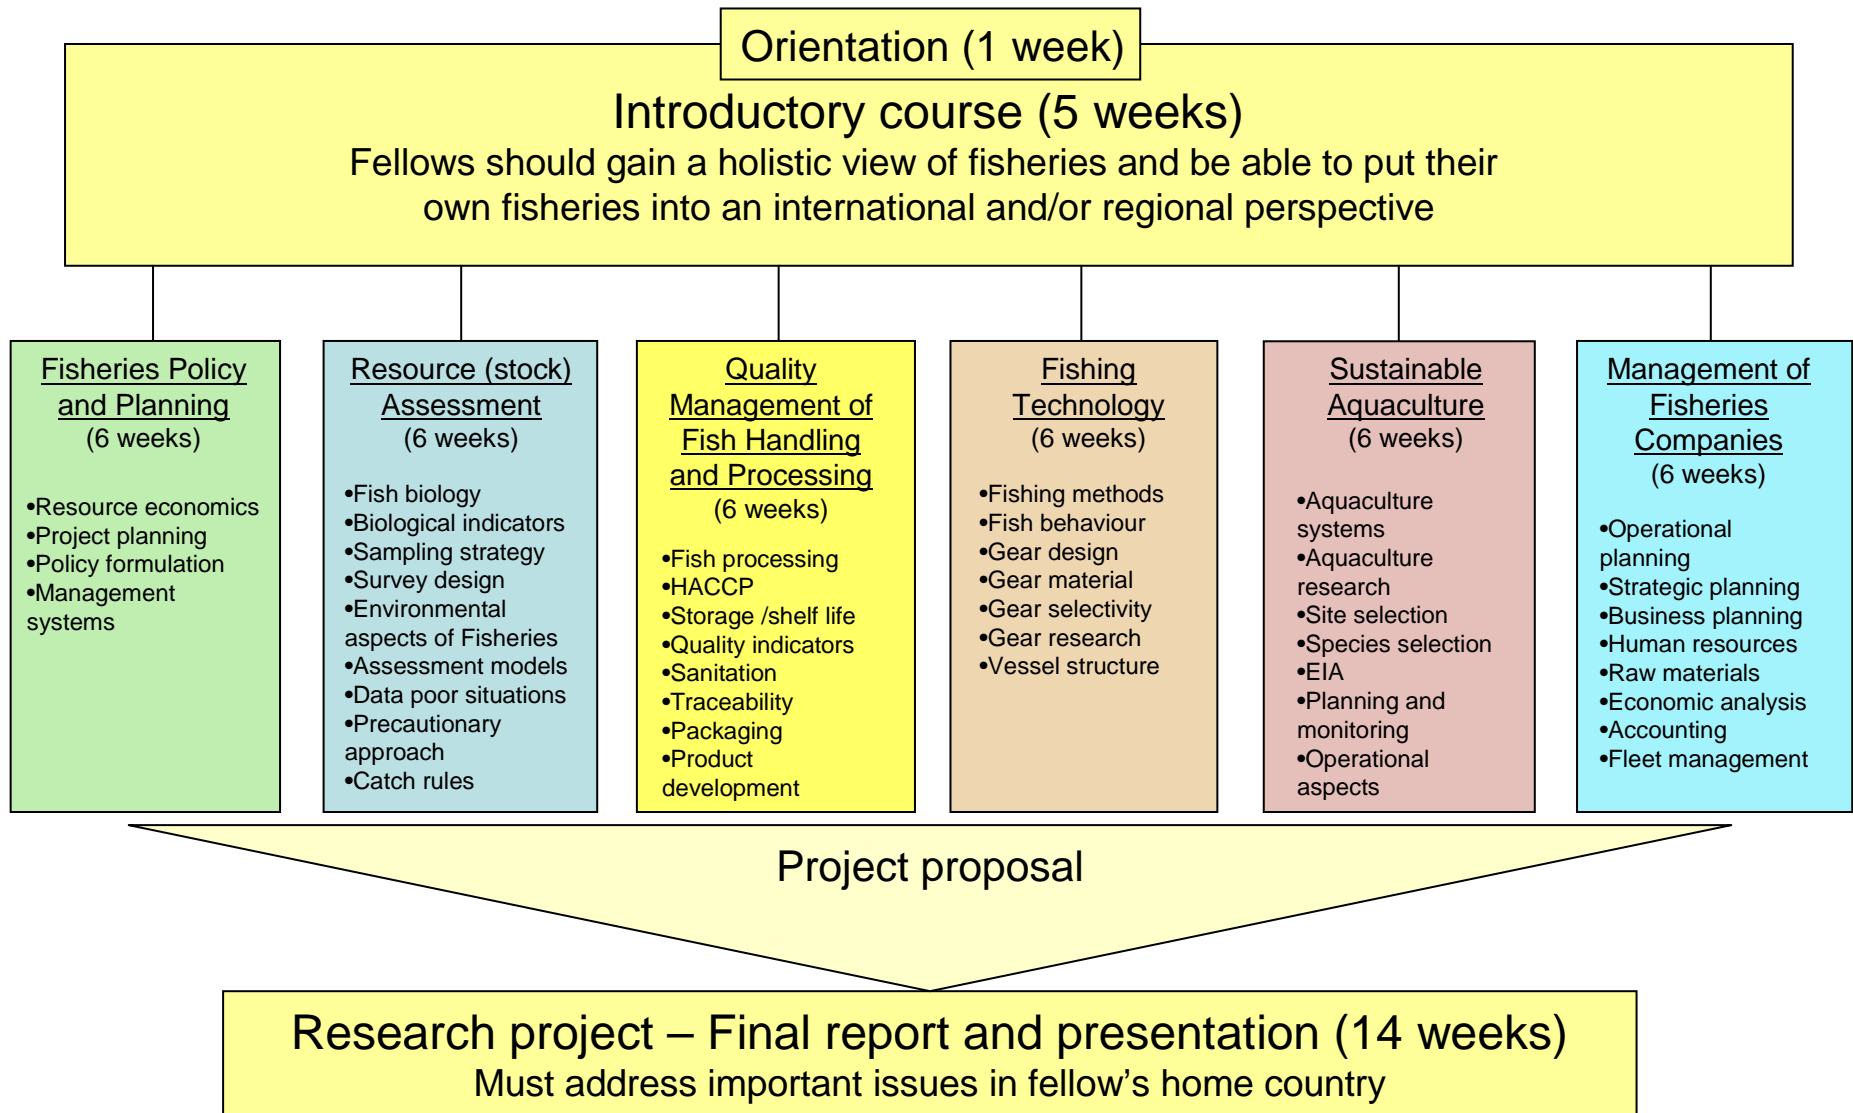 Orientation (1 week)
Introductory course (5 weeks)
Fellows should gain a holistic view of fisheries and be able to put their
own fisheries into an international and/or regional perspective
Fisheries Policy
and Planning
(6 weeks)
•Resource economics
•Project planning
•Policy formulation
•Management
systems
Resource (stock)
Assessment
(6 weeks)
•Fish biology
•Biological indicators
•Sampling strategy
•Survey design
•Environmental
aspects of Fisheries
•Assessment models
•Data poor situations
•Precautionary
approach
•Catch rules
Quality
Management of
Fish Handling
and Processing
(6 weeks)
•Fish processing
•HACCP
•Storage /shelf life
•Quality indicators
•Sanitation
•Traceability
•Packaging
•Product
development
Fishing
Technology
(6 weeks)
•Fishing methods
•Fish behaviour
•Gear design
•Gear material
•Gear selectivity
•Gear research
•Vessel structure
Sustainable
Aquaculture
(6 weeks)
•Aquaculture
systems
•Aquaculture
research
•Site selection
•Species selection
•EIA
•Planning and
monitoring
•Operational
aspects
Management of
Fisheries
Companies
(6 weeks)
•Operational
planning
•Strategic planning
•Business planning
•Human resources
•Raw materials
•Economic analysis
•Accounting
•Fleet management
Project proposal
Research project – Final report and presentation (14 weeks)
Must address important issues in fellow's home country